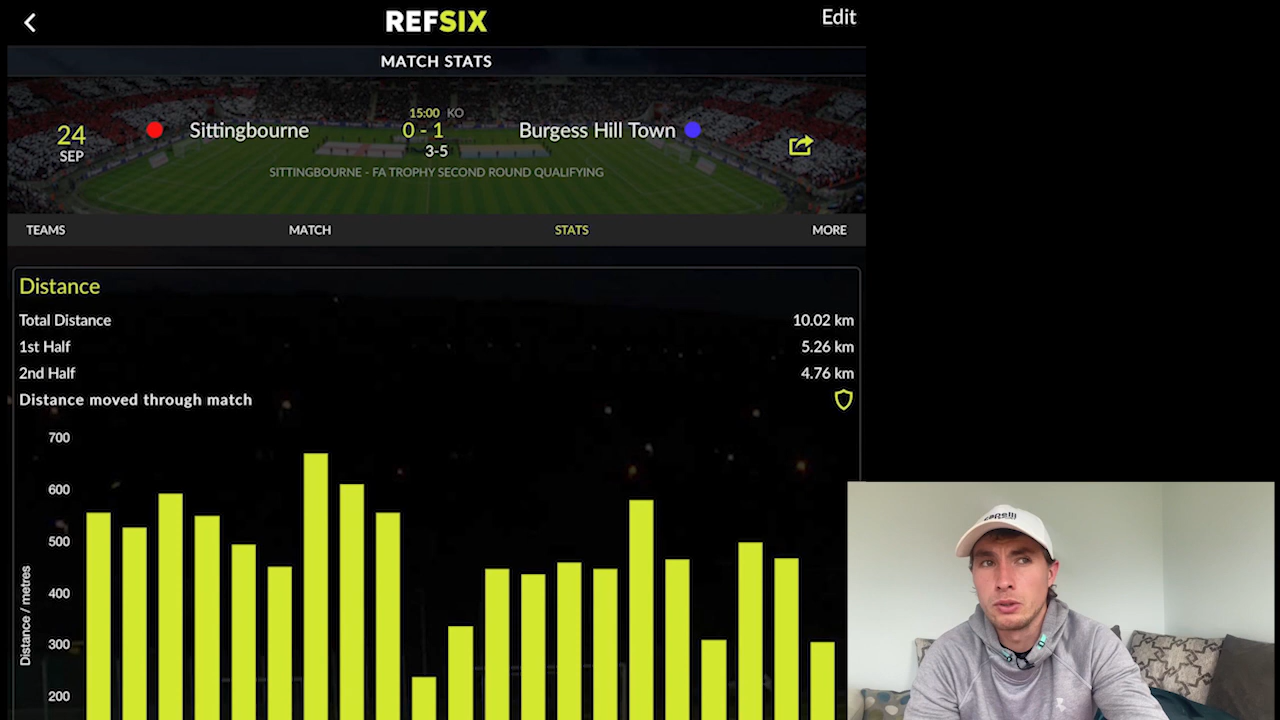 REFSIX
Edit
MATCH STATS
15:00 KO
24
SEP
Sittingbourne
0 - 1
Burgess Hill Town
3-5
SITTINGBOURNE - FA TROPHY SECOND ROUND QUALIFYING
TEAMS
MATCH
STATS
MORE
Distance
Total Distance
10.02 km
1st Half
5.26 km
2nd Half
4.76 km
Distance moved through match
700
600
500
400
300
200
Distance / metres
capelli